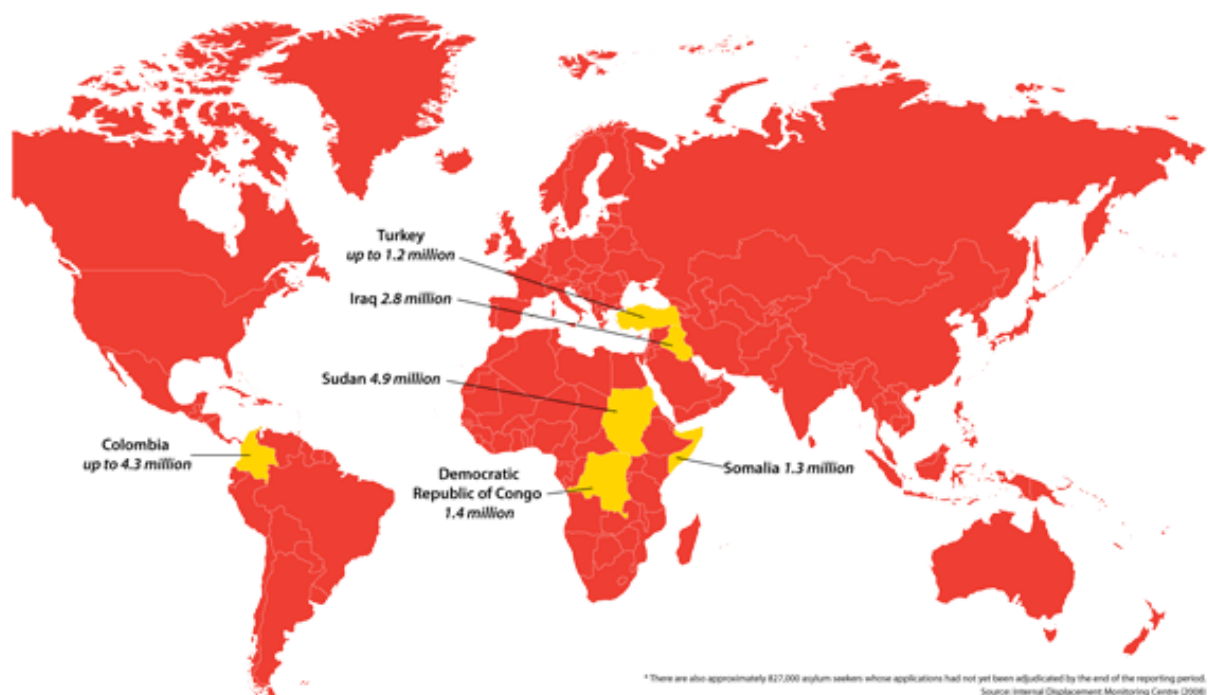 Turkey
up to 1.2 million
Iraq 2.8 million
Sudan 4.9 million
Colombia
up to 4.3 million
Democratic
Republic of Congo
1.4 million
Somalia 1.3 million
* There are also approximately 827,000 asylum seekers whose applications had not yet been adjudicated by the end of the reporting period.
Source: Internal Displacement Monitoring Centre (2008)